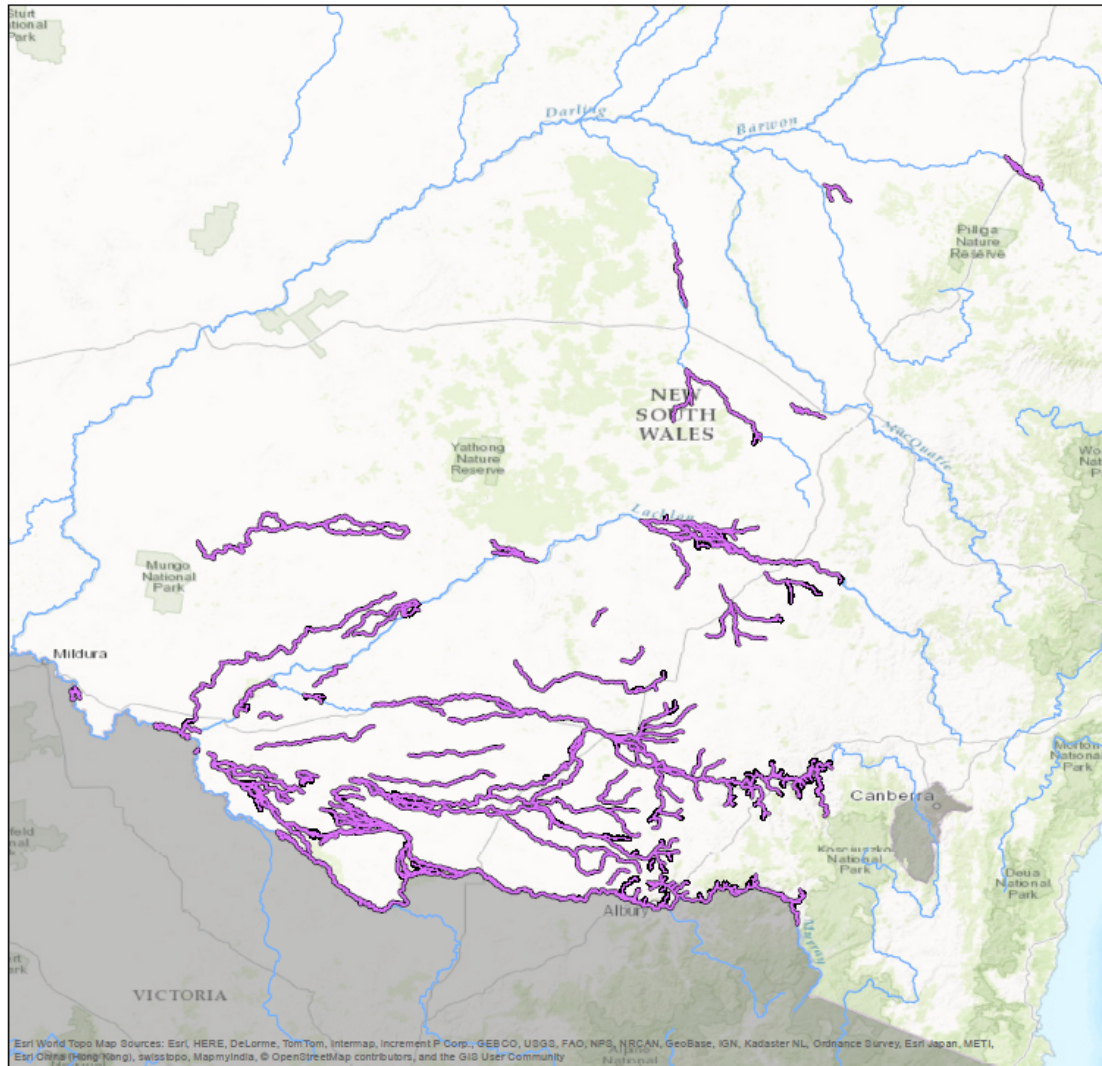 Sturt
National
Park
Darling
Barwon
Pilliga
Nature
Reserve
NEW
SOUTH
WALES
Macquarie
Yathong
Nature
Reserve
Lachlan
Mungo
National
Park
Mildura
Morton
National
Park
Canberra
Kosciuszko
National
Park
Deua
National
Park
Albury
Murray
VICTORIA
Alpine
National
Esri World Topo Map Sources: Esri, HERE, DeLorme, TomTom, Intermap, increment P Corp., GEBCO, USGS, FAO, NPS, NRCAN, GeoBase, IGN, Kadaster NL, Ordnance Survey, Esri Japan, METI,
Esri China (Hong Kong), swisstopo, MapmyIndia, © OpenStreetMap contributors, and the GIS User Community